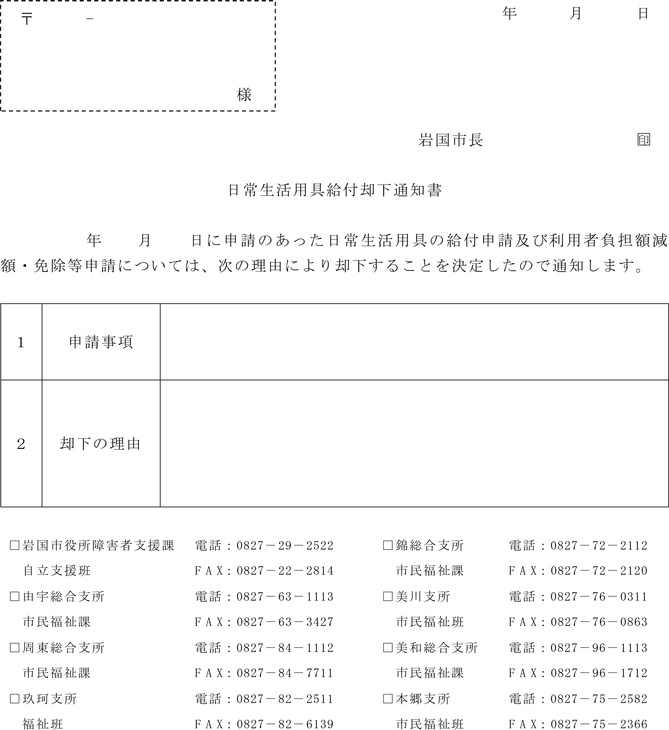 〒　　　－
年　　　月　　　日
様
岩国市長　　　　　　　　　　㊞
日常生活用具給付却下通知書
年　　月　　日に申請のあった日常生活用具の給付申請及び利用者負担額減
額・免除等申請については、次の理由により却下することを決定したので通知します。
1　申請事項
2　却下の理由
□岩国市役所障害者支援課　電話：0827－29－2522　□錦総合支所　電話：0827－72－2112
自立支援班　ＦＡＸ：0827－22－2814　市民福祉課　ＦＡＸ：0827－72－2120
□由宇総合支所　電話：0827－63－1113　□美川支所　電話：0827－76－0311
市民福祉課　ＦＡＸ：0827－63－3427　市民福祉班　ＦＡＸ：0827－76－0863
□周東総合支所　電話：0827－84－1112　□美和総合支所　電話：0827－96－1113
市民福祉課　ＦＡＸ：0827－84－7711　市民福祉課　ＦＡＸ：0827－96－1712
□玖珂支所　電話：0827－82－2511　□本郷支所　電話：0827－75－2582
福祉班　ＦＡＸ：0827－82－6139　市民福祉班　ＦＡＸ：0827－75－2366